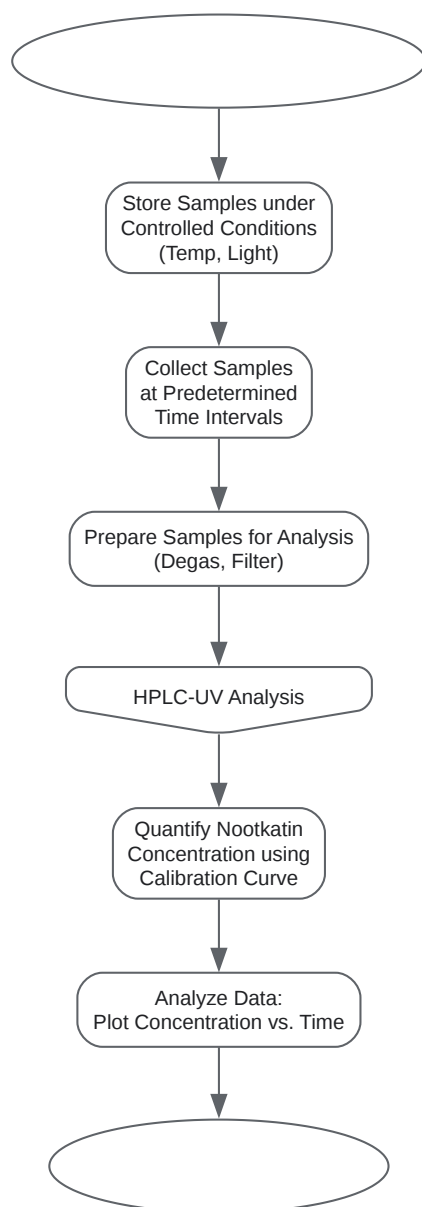 Store Samples under
Controlled Conditions
(Temp, Light)
Collect Samples
at Predetermined
Time Intervals
Prepare Samples for Analysis
(Degas, Filter)
HPLC-UV Analysis
Quantify Nootkatin
Concentration using
Calibration Curve
Analyze Data:
Plot Concentration vs. Time